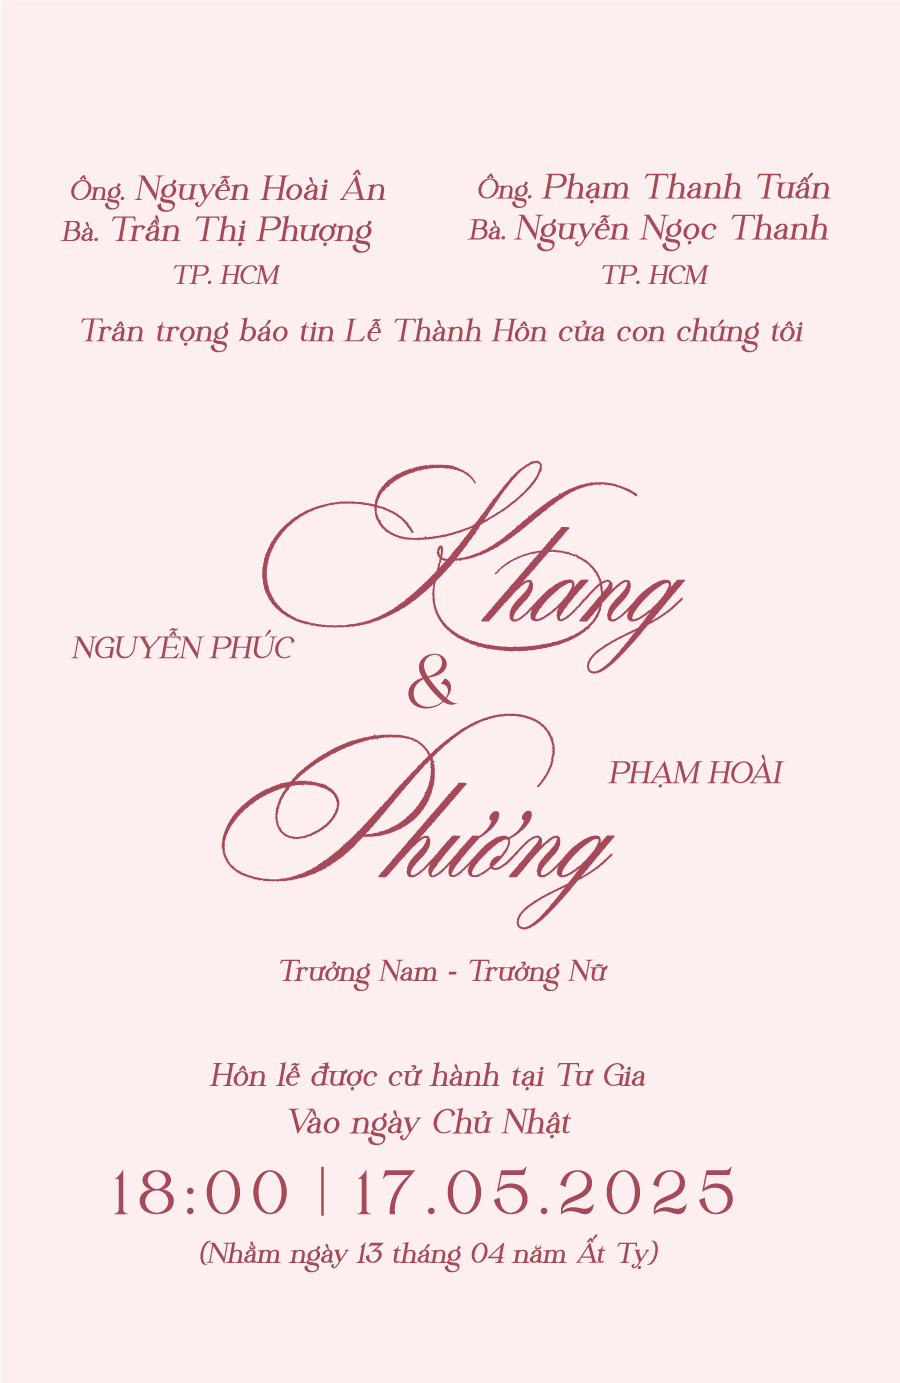 Ông. Nguyễn Hoài Ân
Bà. Trần Thị Phượng
TP. HCM
Ông. Phạm Thanh Tuấn
Bà. Nguyễn Ngọc Thanh
TP. HCM
Trân trọng báo tin Lễ Thành Hôn của con chứng tôi
NGUYỄN PHÚC
Khang
&
PHẠM HOÀI
Phương
Trưởng Nam - Trưởng Nữ
Hôn lễ được cử hành tại Tư Gia
Vào ngày Chủ Nhật
18:00 | 17.05.2025
(Nhằm ngày 13 tháng 04 năm Ất Tỵ)